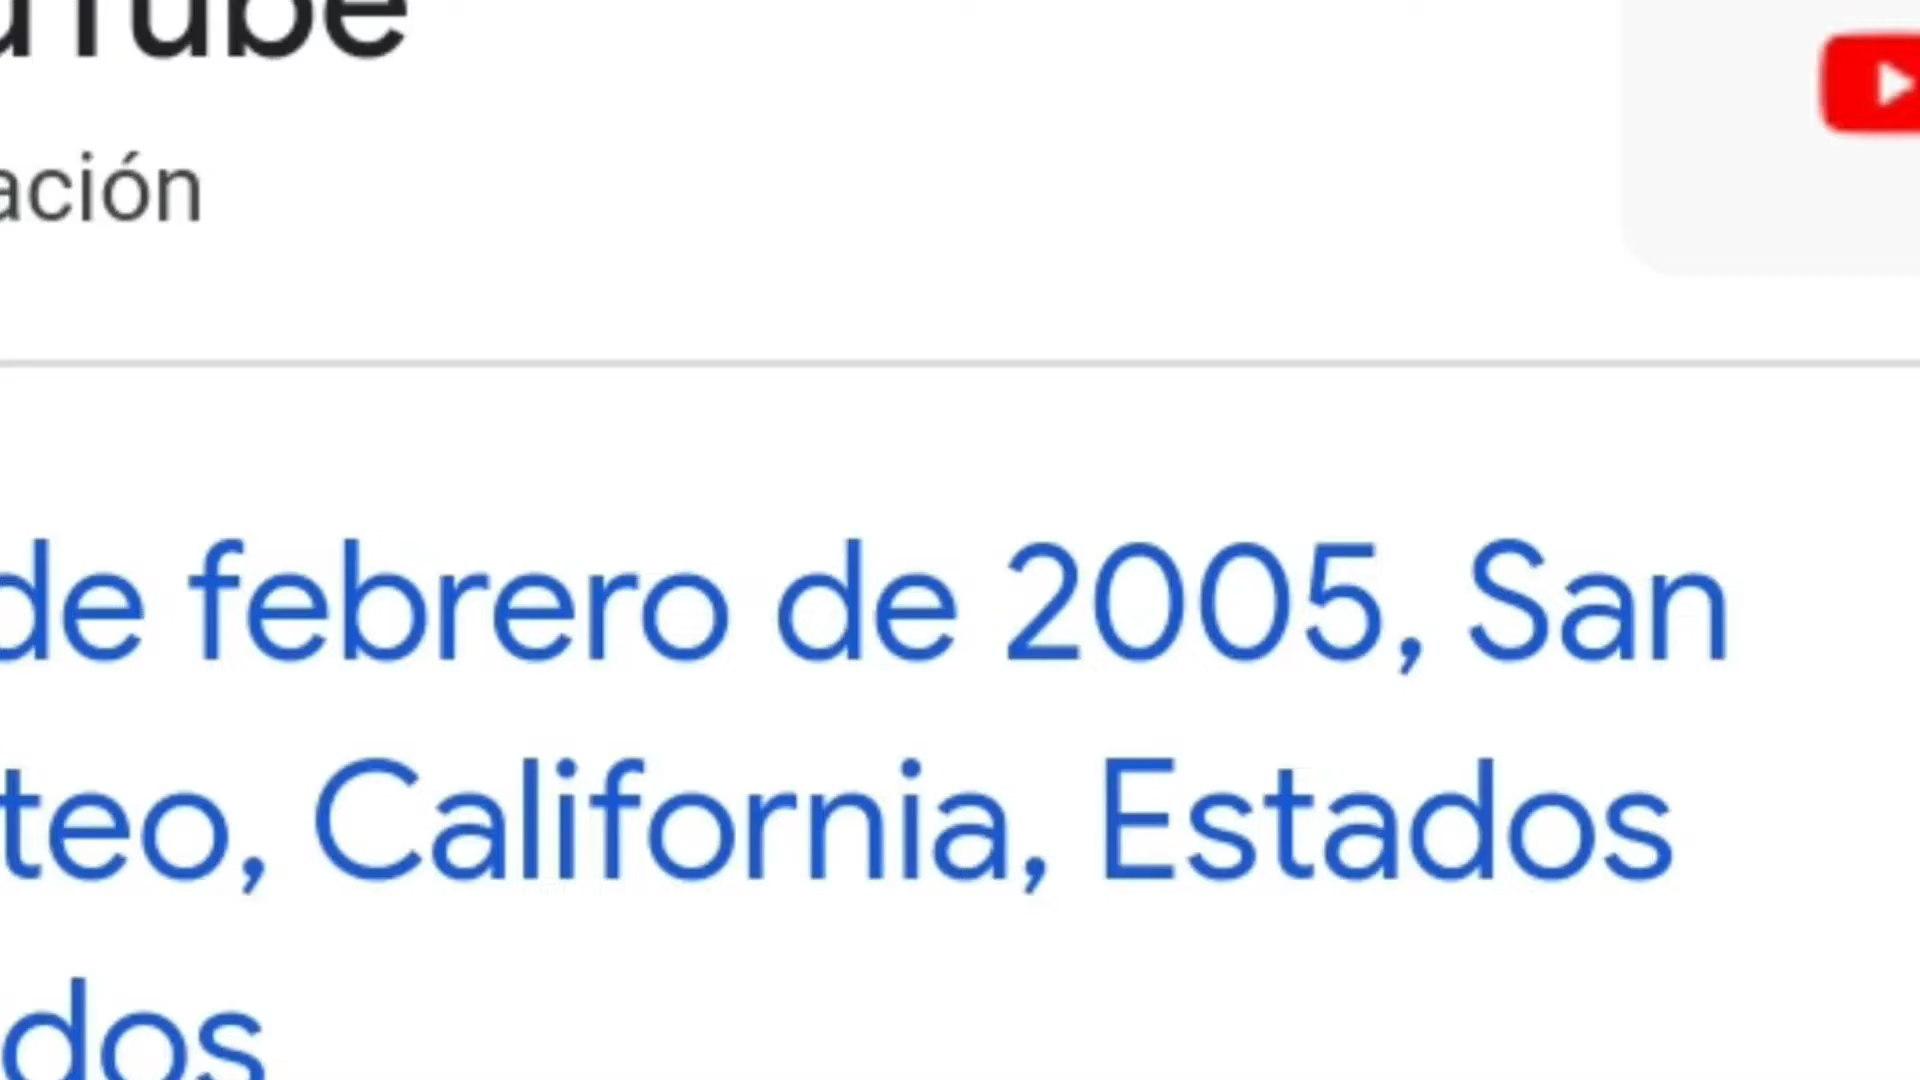 uTube
ación
de febrero de 2005, San
teo, California, Estados
dos